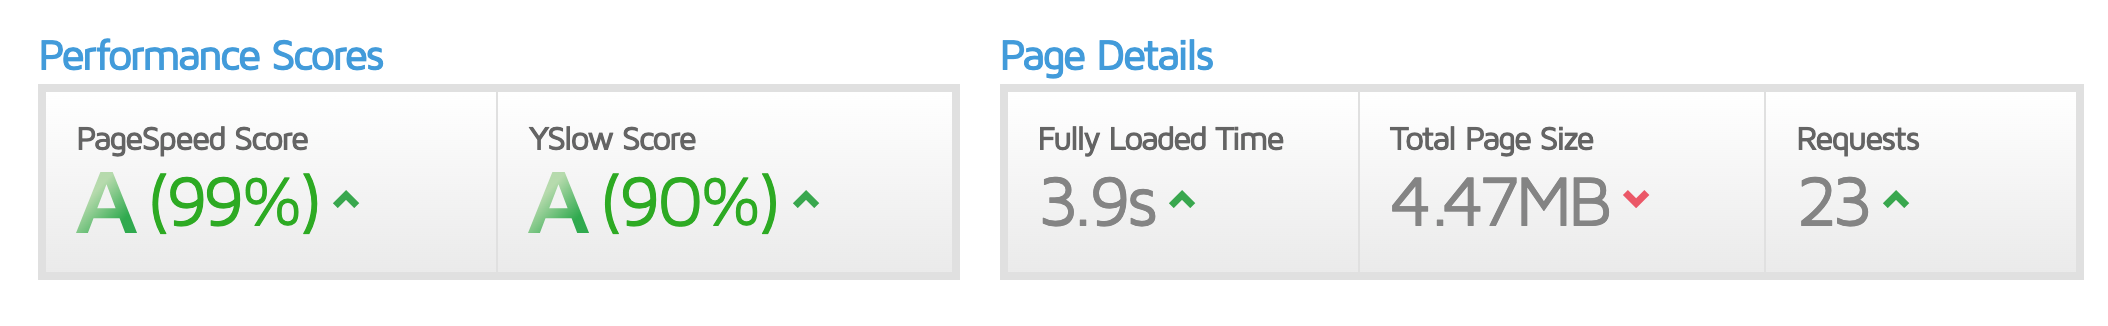 Performance Scores
PageSpeed Score
A (99%)
YSlow Score
A (90%)
Page Details
Fully Loaded Time
3.9s
Total Page Size
4.47MB
Requests
23